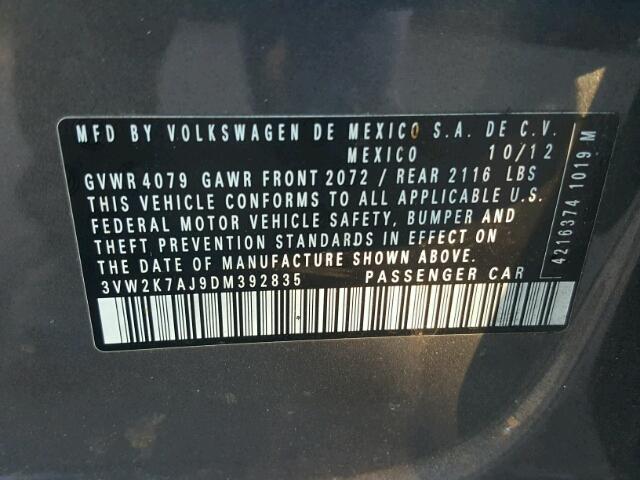 MFD BY VOLKSWAGEN DE MEXICO S.A. DE C.V.
MEXICO 10/12
GVWR 4079 GAWR FRONT 2072 / REAR 2116 LBS
THIS VEHICLE CONFORMS TO ALL APPLICABLE U.S.
FEDERAL MOTOR VEHICLE SAFETY, BUMPER AND
THEFT PREVENTION STANDARDS IN EFFECT ON
THE DATE OF MANUFACTURE SHOWN ABOVE.
3VW2K7AJ9DM392835 PASSENGER CAR
4216374 1019 M